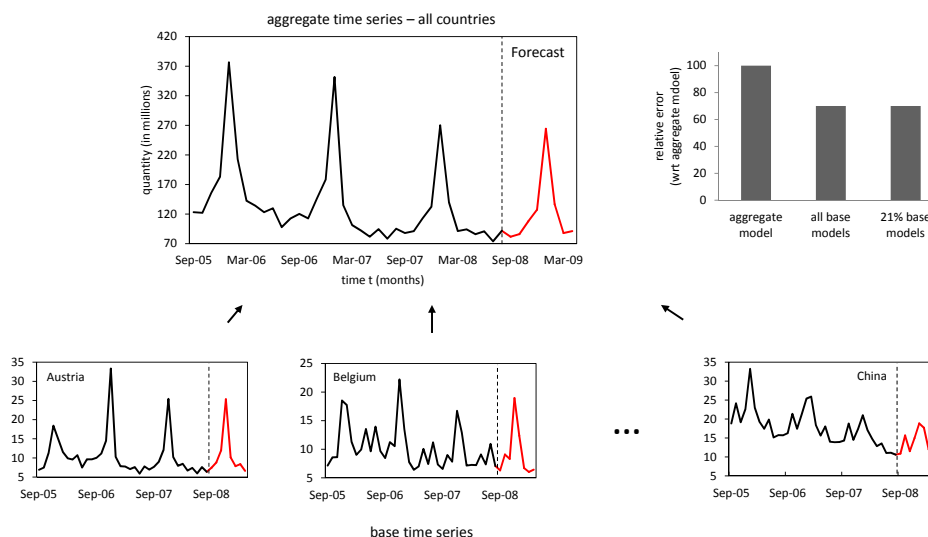 aggregate time series – all countries
quantity (in millions)
420
370
320
270
220
170
120
70
Forecast
Sep-05 Mar-06 Sep-06 Mar-07 Sep-07 Mar-08 Sep-08 Mar-09
time t (months)
relative error
(wrt aggregate mdoel)
100
80
60
40
20
0
aggregate model
all base models
21% base models
35
30
25
20
15
10
5
Austria
Sep-05 Sep-06 Sep-07 Sep-08
25
20
15
10
5
Belgium
Sep-05 Sep-06 Sep-07 Sep-08
...
35
30
25
20
15
10
5
China
Sep-05 Sep-06 Sep-07 Sep-08
base time series